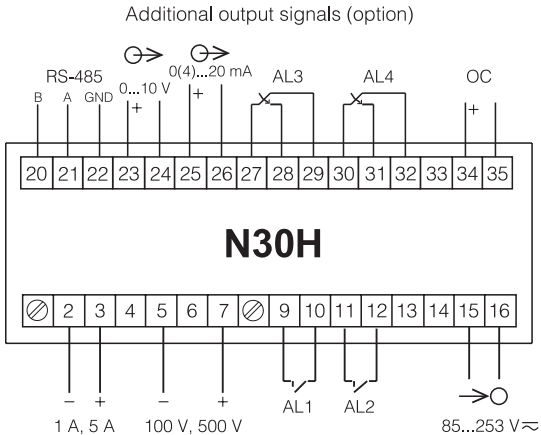 Additional output signals (option)
RS-485
0...10 V
0(4)...20 mA
AL3
AL4
OC
B A GND + + +
20 21 22 23 24 25 26 27 28 29 30 31 32 33 34 35
N30H
2 3 4 5 6 7 9 10 11 12 13 14 15 16
− + − +
AL1 AL2
1 A, 5 A 100 V, 500 V 85...253 V